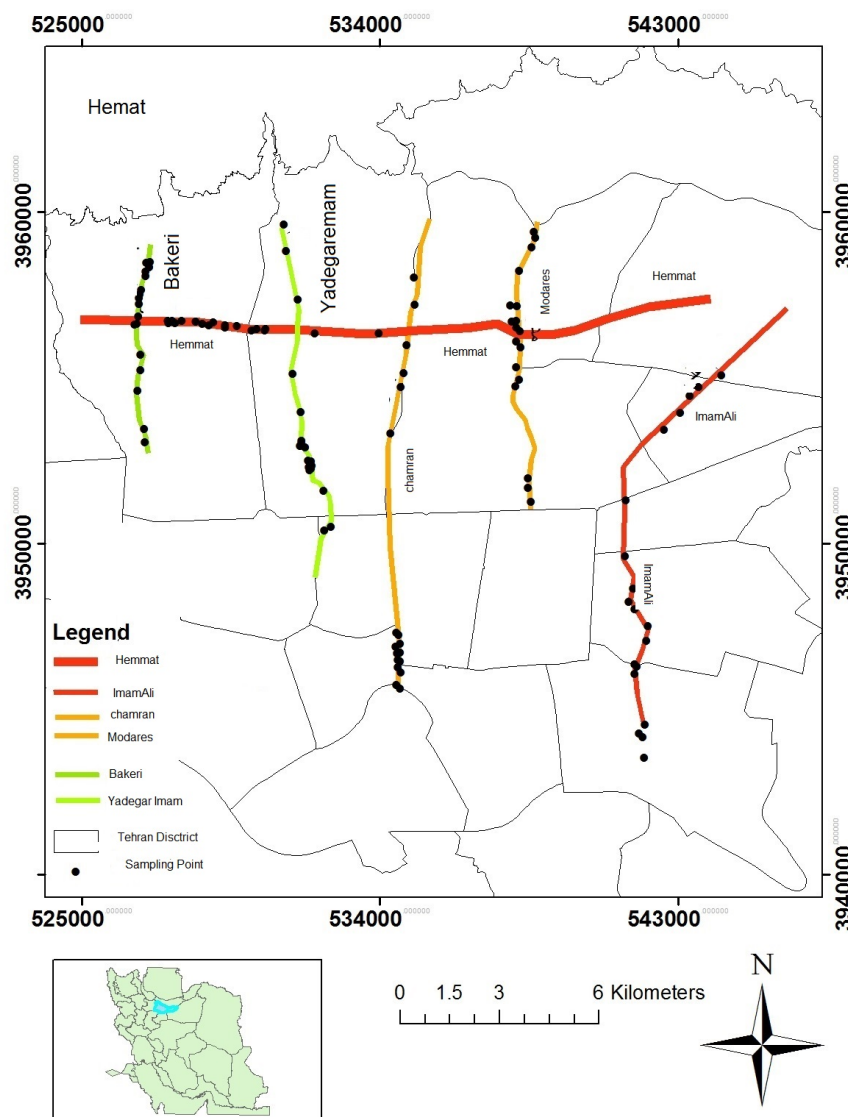 525000 534000 543000
Hemat
3960000
3960000
Bakeri
Yadegaremam
Modares
Hemmat
Hemmat
Hemmat
ImamAli
chamran
3950000
3950000
ImamAli
Legend
Hemmat
ImamAli
chamran
Modares
Bakeri
Yadegar Imam
Tehran Disctrict
Sampling Point
3940000
525000 534000 543000
N
0 1.5 3 6 Kilometers